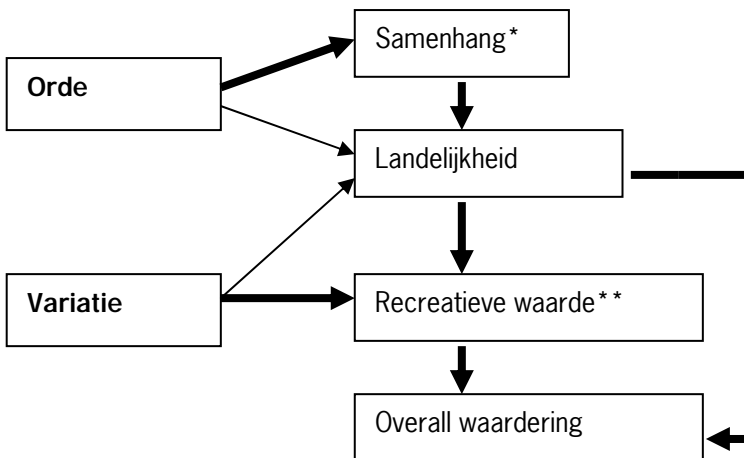 Samenhang*
Orde
Landelijkheid
Variatie
Recreatieve waarde**
Overall waardering